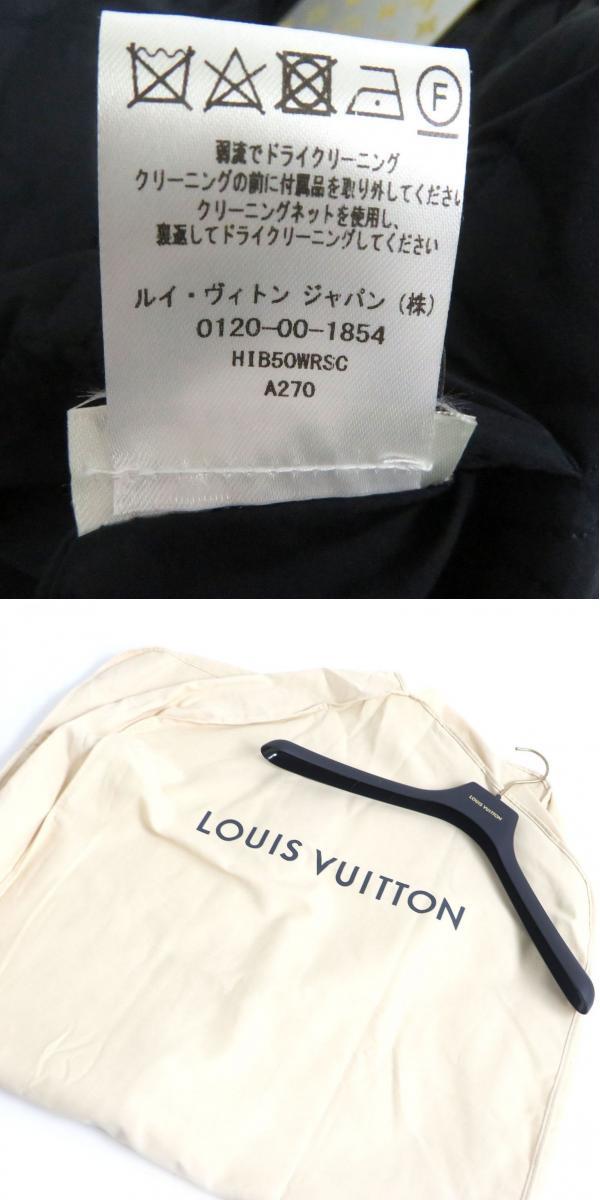 F
弱流でドライクリーニング
クリーニングの前に付属品を取り外してください
クリーニングネットを使用し、
裏返してドライクリーニングしてください
ルイ・ヴィトン ジャパン (株)
0120-00-1854
HIB50WRSC
A270
LOUIS VUITTON
LOUIS VUITTON